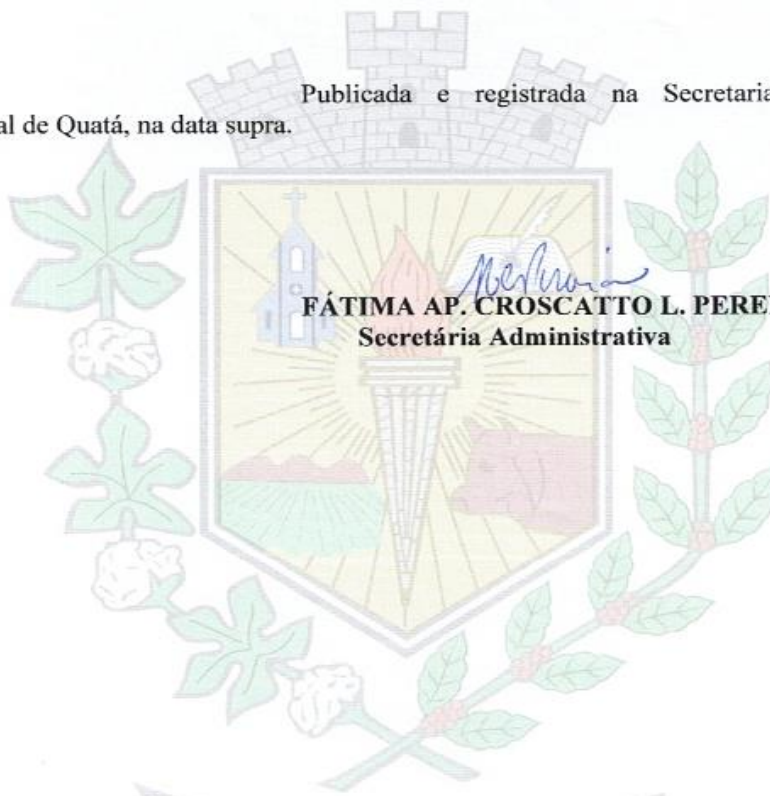 Publicada e registrada na Secretaria
al de Quatá, na data supra.
FÁTIMA AP. CROSCATTO L. PERE
Secretária Administrativa